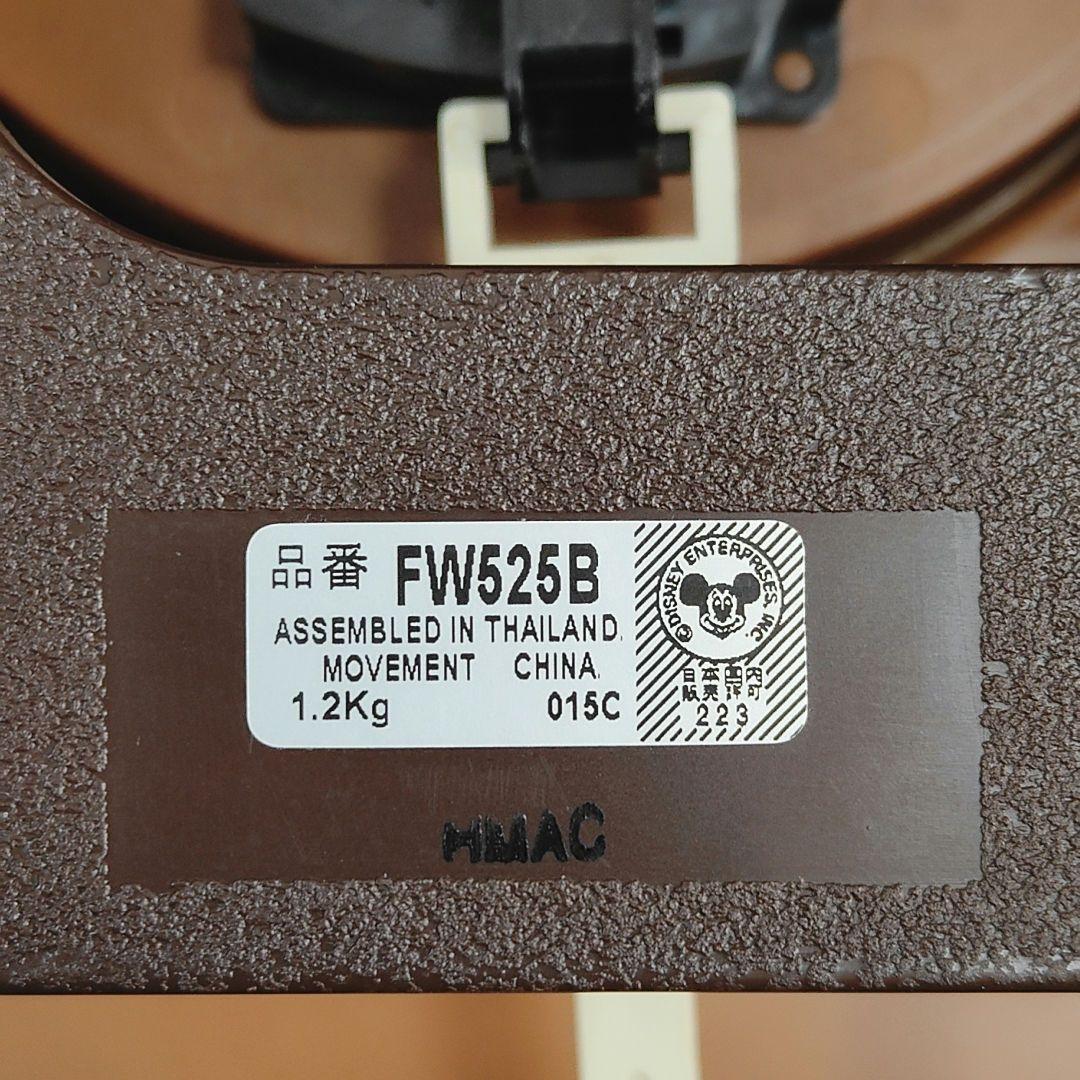 品番 FW525B
ASSEMBLED IN THAILAND.
MOVEMENT CHINA.
1.2Kg 015C
©DISNEY ENTERPRISES, INC.
日本国内
販売許可
223
HMAC